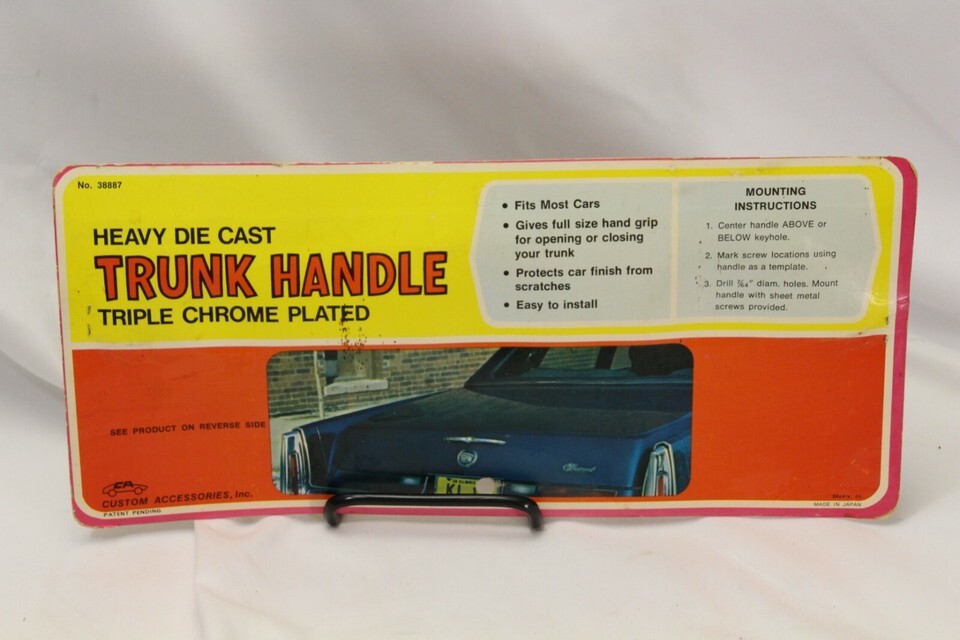 No. 38887
HEAVY DIE CAST
TRUNK HANDLE
TRIPLE CHROME PLATED
• Fits Most Cars
• Gives full size hand grip
for opening or closing
your trunk
• Protects car finish from
scratches
• Easy to install
MOUNTING
INSTRUCTIONS
1. Center handle ABOVE or
BELOW keyhole.
2. Mark screw locations using
handle as a template.
3. Drill 7/64" diam. holes. Mount
handle with sheet metal
screws provided.
SEE PRODUCT ON REVERSE SIDE
CA
CUSTOM ACCESSORIES, Inc.
PATENT PENDING
MADE IN JAPAN